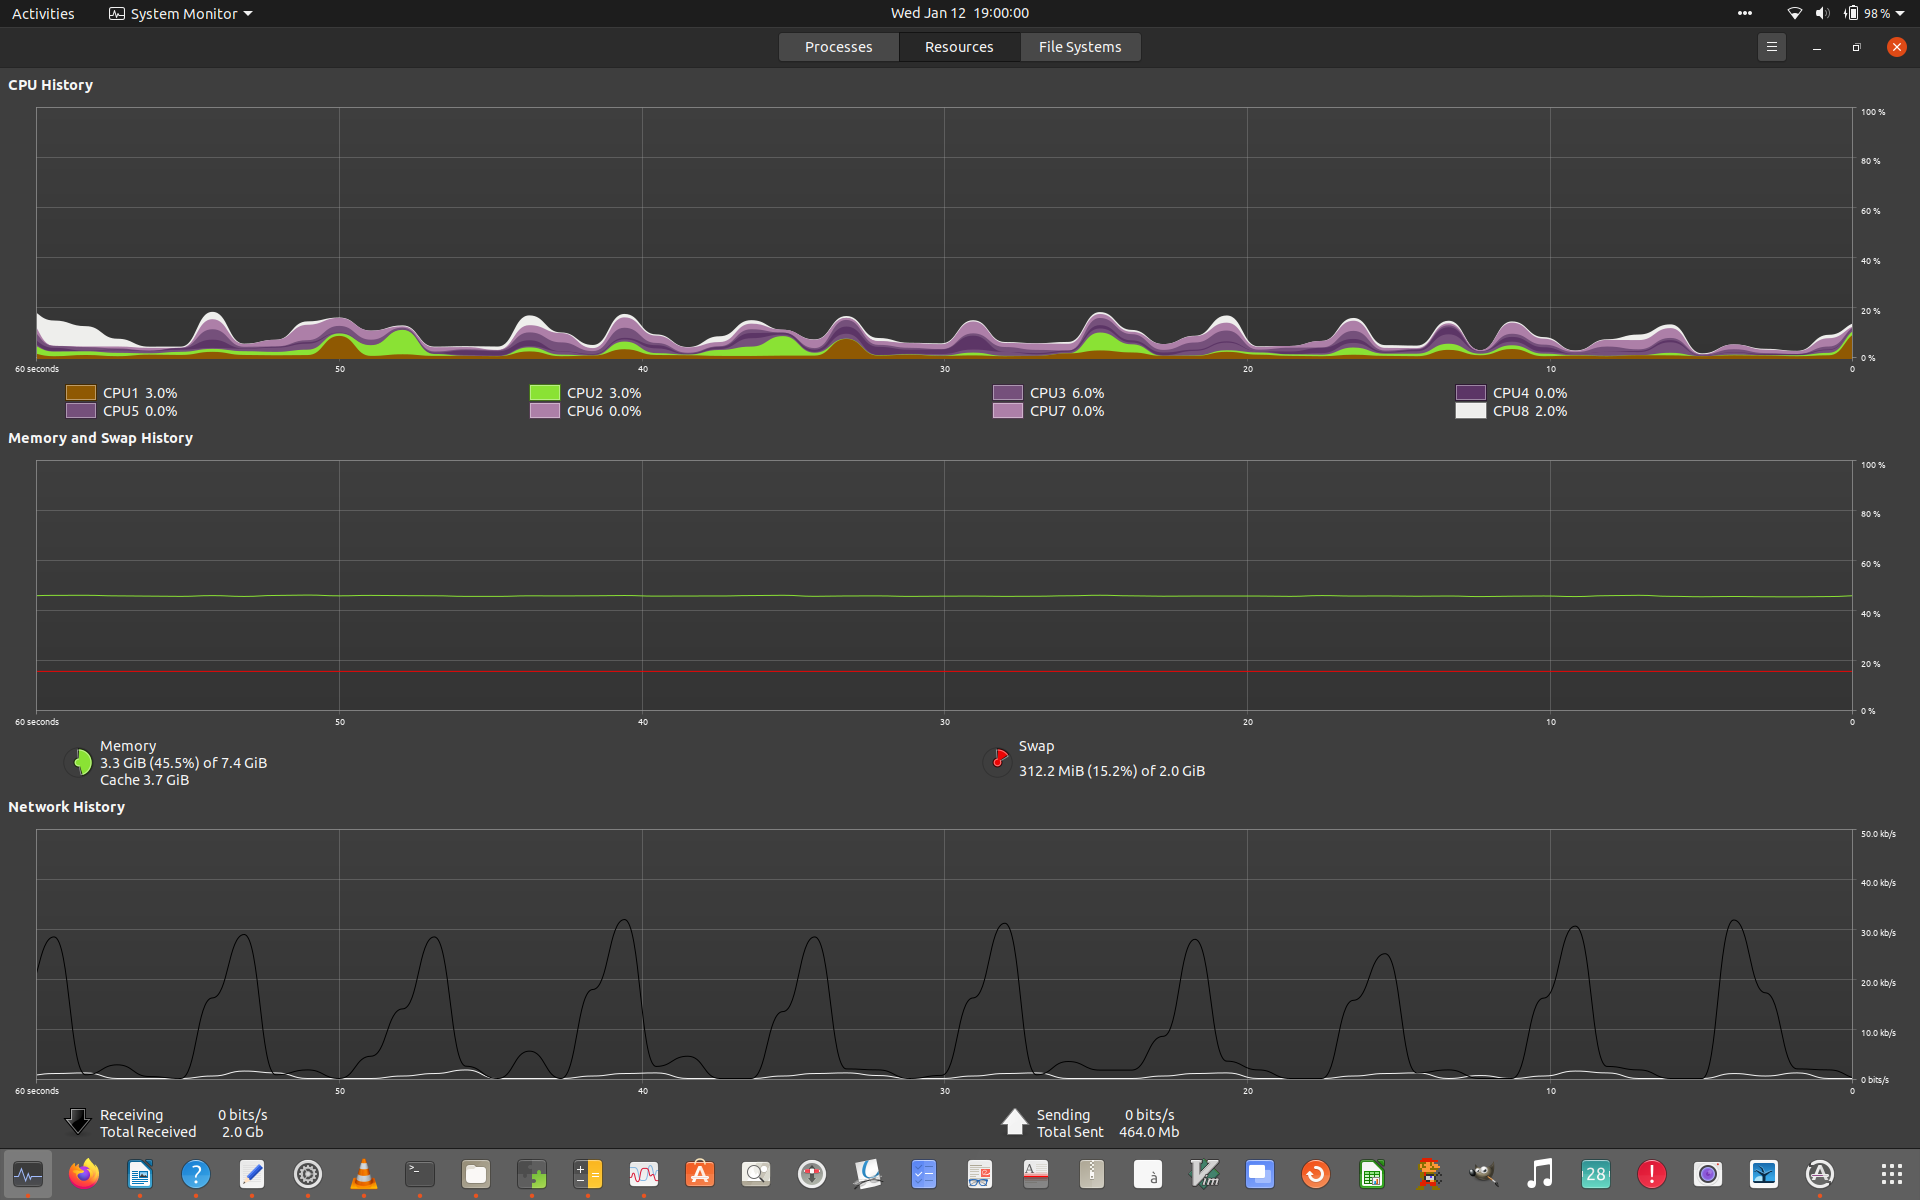 Activities System Monitor Wed Jan 12 19:00:00 98 %
Processes Resources File Systems
CPU History
100 %
80 %
60 %
40 %
20 %
0 %
60 seconds 50 40 30 20 10 0
CPU1 3.0% CPU2 3.0% CPU3 6.0% CPU4 0.0%
CPU5 0.0% CPU6 0.0% CPU7 0.0% CPU8 2.0%
Memory and Swap History
100 %
80 %
60 %
40 %
20 %
0 %
60 seconds 50 40 30 20 10 0
Memory Swap
3.3 GiB (45.5%) of 7.4 GiB 312.2 MiB (15.2%) of 2.0 GiB
Cache 3.7 GiB
Network History
50.0 kb/s
40.0 kb/s
30.0 kb/s
20.0 kb/s
10.0 kb/s
0 bits/s
60 seconds 50 40 30 20 10 0
Receiving 0 bits/s Sending 0 bits/s
Total Received 2.0 Gb Total Sent 464.0 Mb
? >_ A A à Vim 28 !